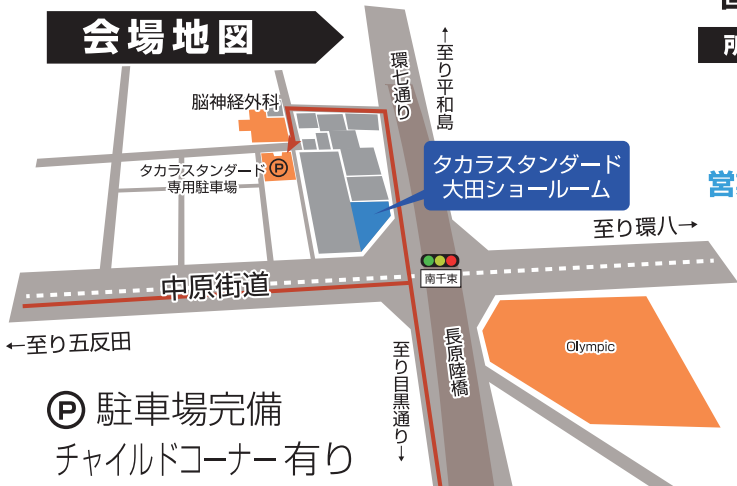 会場地図
脳神経外科
タカラスタンダード
専用駐車場
P
環七通り
↑至り平和島
タカラスタンダード
大田ショールーム
至り環八→
南千束
中原街道
←至り五反田
至り目黒通り→
長原陸橋
Olympic
P 駐車場完備
チャイルドコーナー有り